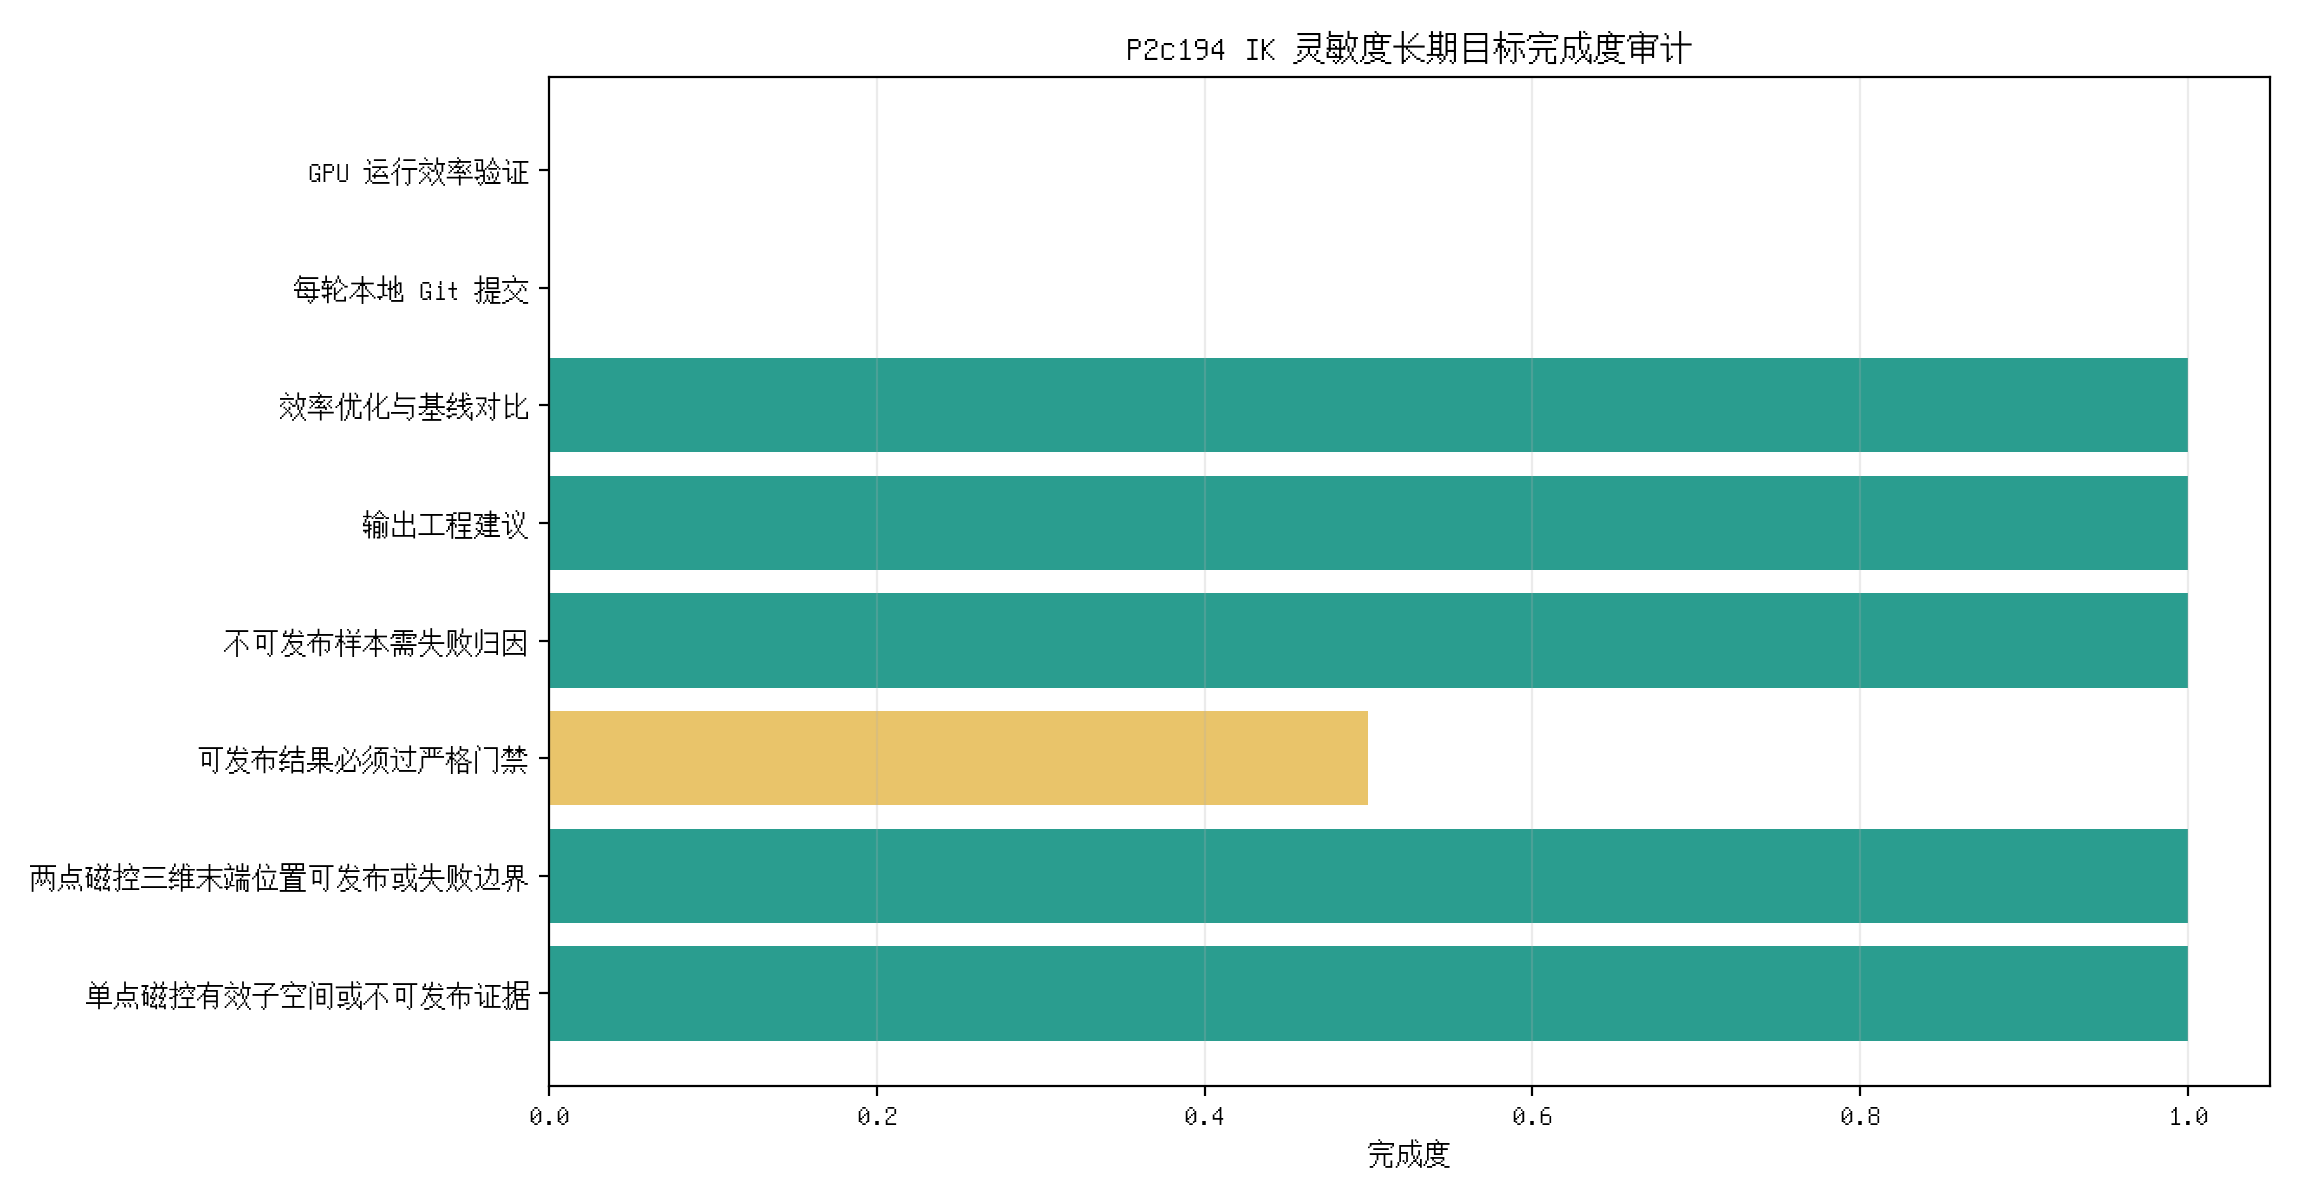 P2c194 IK 灵敏度长期目标完成度审计
GPU 运行效率验证
每轮本地 Git 提交
效率优化与基线对比
输出工程建议
不可发布样本需失败归因
可发布结果必须过严格门禁
两点磁控三维末端位置可发布或失败边界
单点磁控有效子空间或不可发布证据
0.0 0.2 0.4 0.6 0.8 1.0
完成度